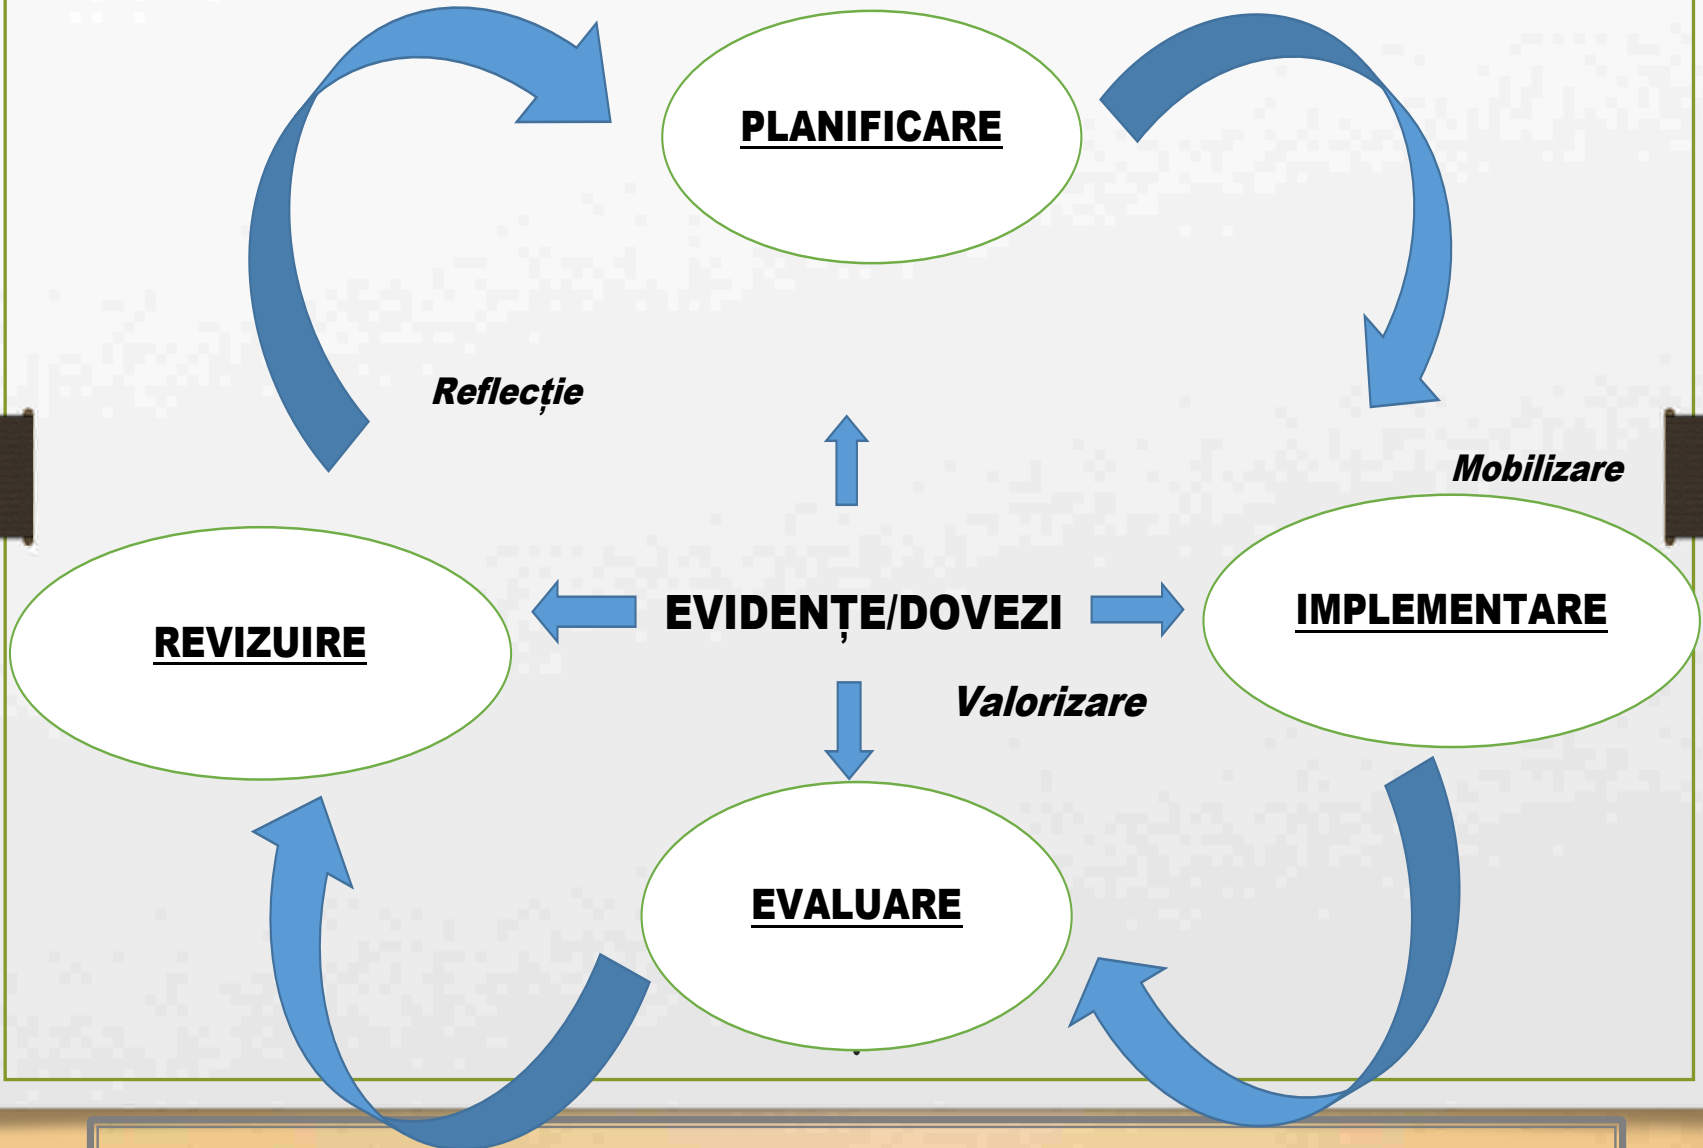 PLANIFICARE
Reflecție
Mobilizare
REVIZUIRE
EVIDENȚE/DOVEZI
IMPLEMENTARE
Valorizare
EVALUARE